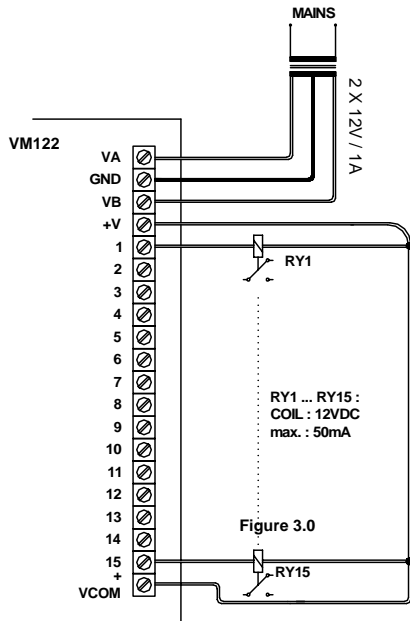 MAINS
2 X 12V / 1A
VM122
VA
GND
VB
+V
1
2
3
4
5
6
7
8
9
10
11
12
13
14
15
+
VCOM
RY1
RY1 ... RY15 :
COIL : 12VDC
max. : 50mA
Figure 3.0
RY15